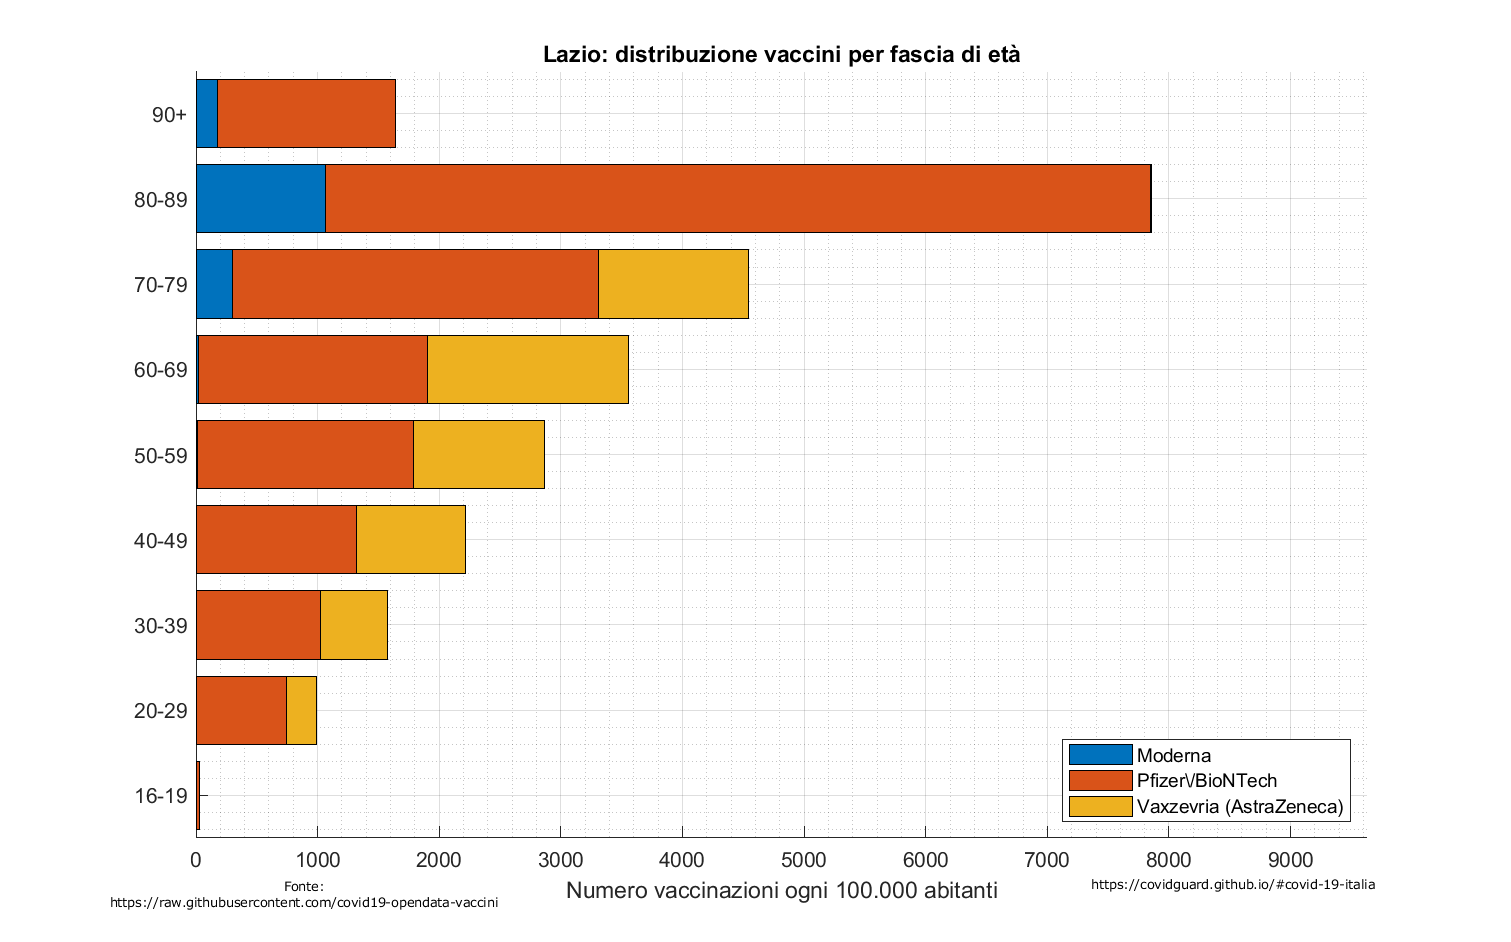 Lazio: distribuzione vaccini per fascia di età
90+
80-89
70-79
60-69
50-59
40-49
30-39
20-29
16-19
Moderna
Pfizer\/BioNTech
Vaxzevria (AstraZeneca)
0 1000 2000 3000 4000 5000 6000 7000 8000 9000
Numero vaccinazioni ogni 100.000 abitanti
Fonte:
https://raw.githubusercontent.com/covid19-opendata-vaccini
https://covidguard.github.io/#covid-19-italia